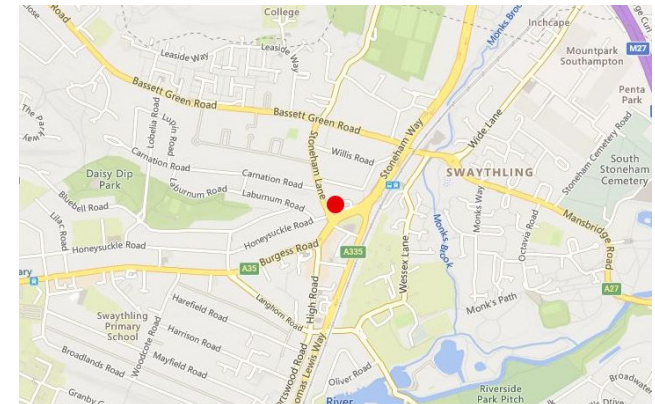 College
Inchcape
Monks Brook
M27
Mountpark
Southampton
Leaside Way
Leaside Way
Bassett Green Road
Penta
Park
The Parkway
Lobelia Road
Lupin Road
Bassett Green Road
Stoneham Way
Wide Lane
Stoneham Cemetery Road
Stoneham Lane
Willis Road
Carnation Road
Carnation Road
SWAYTHLING
South
Stoneham
Cemetery
Daisy Dip
Park
Laburnum Road
Laburnum Road
Bluebell Road
Lilac Road
Honeysuckle Road
Honeysuckle Road
Monks Way
Monks Brook
Octavia Road
Mansbridge Road
Burgess Road
A335
A35
Wessex Lane
A27
Langhorn Road
High Road
Monk's Path
Swaythling
Primary
School
Harefield Road
Woodcote Road
Harrison Road
Mayfield Road
Broadlands Road
Thomas Lewis Way
Oliver Road
River
Riverside
Park Pitch